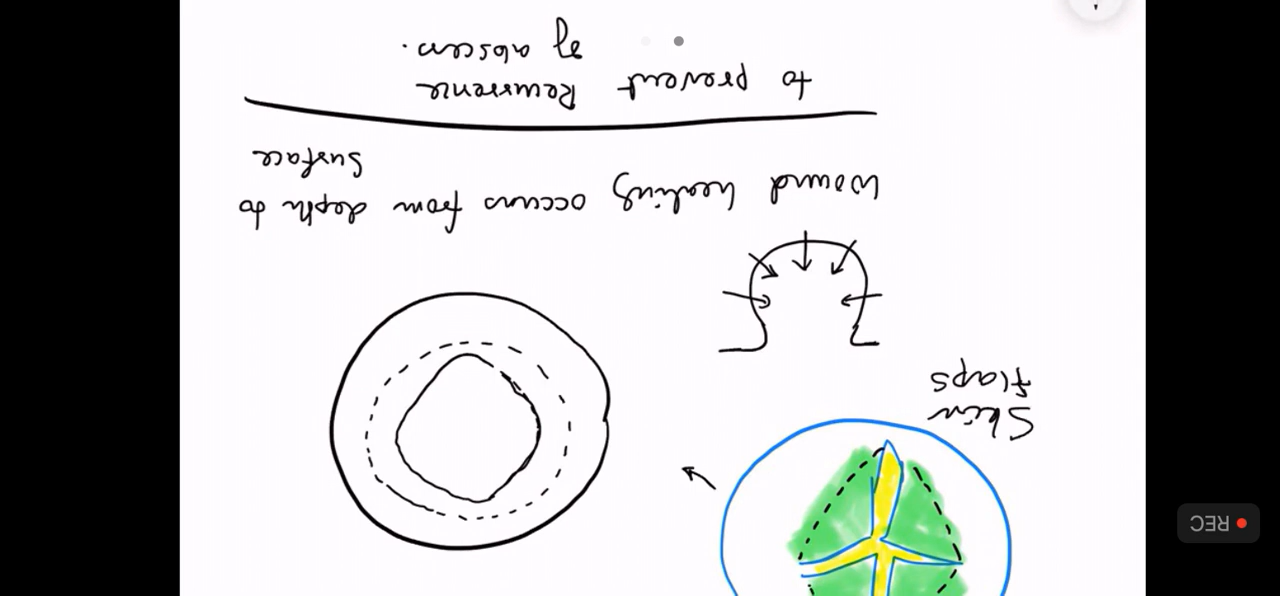 Skin
flaps
wound healing occurs from depth to
surface
to prevent Recurrence
of abscess.
REC